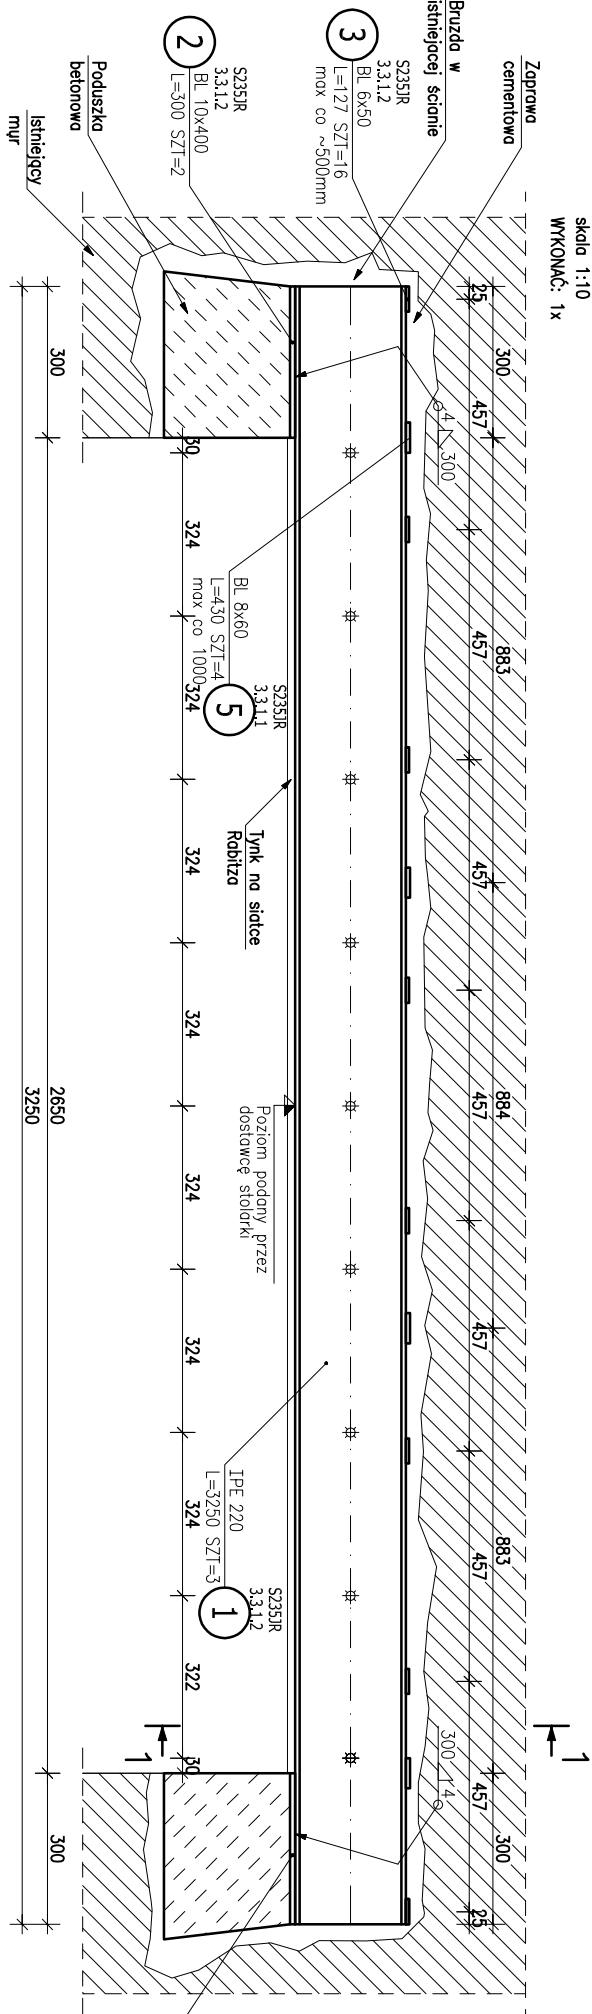 skala 1:10
WYKONAĆ: 1x
Zaprawa
cementowa
Bruzda w
istniejącej ścianie
3
S235JR
3.3.1.2
BL 6x50
L=127 SZT=16
max co ~500mm
2
S235JR
3.3.1.2
BL 10x400
L=300 SZT=2
Poduszka
betonowa
Istniejący
mur
300
883
884
883
300
25
457
457
457
457
457
457
457
25
4
300
300
4
BL 8x60
L=430 SZT=4
max co 1000
5
S235JR
3.3.1.1
Tynk na siatce
Rabitza
Poziom podany przez
dostawcę stolarki
IPE 220
L=3250 SZT=3
1
S235JR
3.3.1.2
30
324
324
324
324
324
324
324
322
30
1
1
300
2650
300
3250